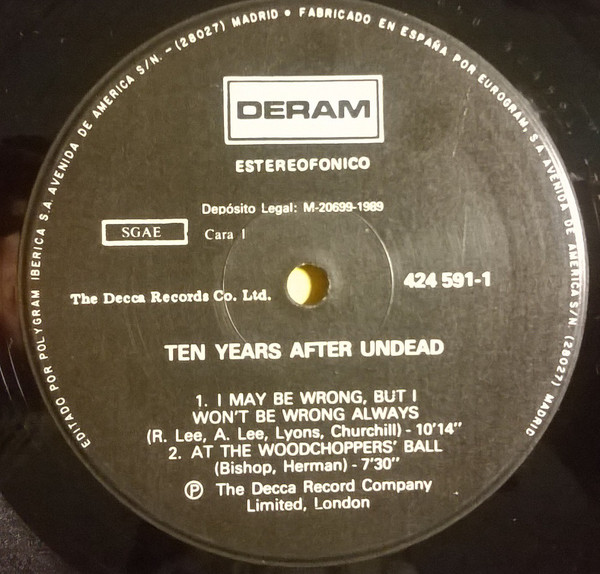 EDITADO POR POLYGRAM IBERICA S.A. AVENIDA DE AMERICA S/N. - (28027) MADRID • FABRICADO EN ESPAÑA POR EUROGRAM, S.A. AVENIDA DE AMERICA S/N. (28027) MADRID
DERAM
ESTEREOFONICO
Depósito Legal: M-20699-1989
SGAE Cara 1
The Decca Records Co. Ltd. 424 591-1
TEN YEARS AFTER UNDEAD
1. I MAY BE WRONG, BUT I
WON'T BE WRONG ALWAYS
(R. Lee, A. Lee, Lyons, Churchill) - 10'14"
2. AT THE WOODCHOPPERS' BALL
(Bishop, Herman) - 7'30"
Ⓟ The Decca Record Company
Limited, London